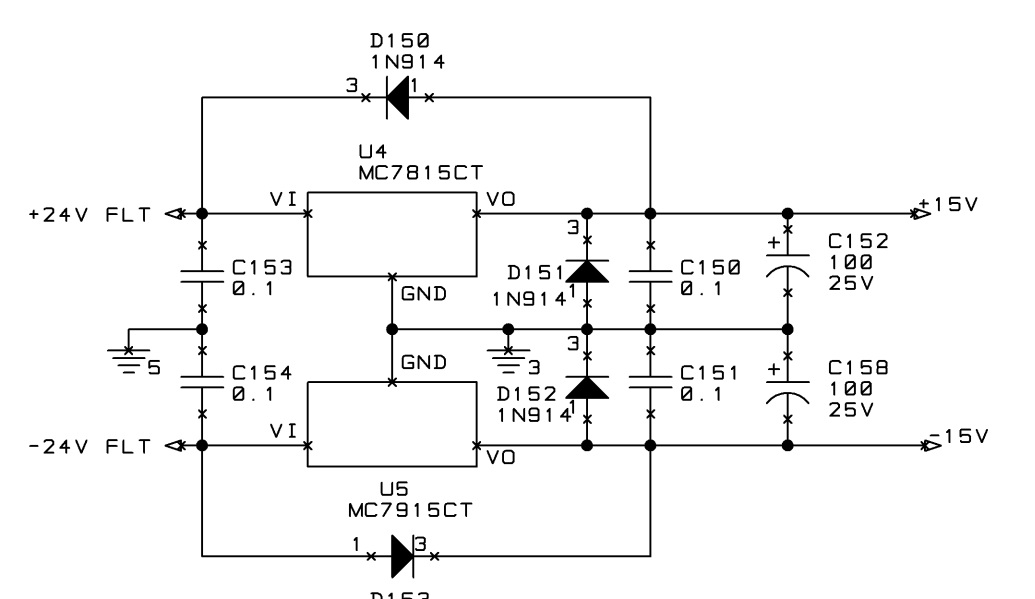 D150
1N914
3
1
U4
MC7815CT
VI
VO
+24V FLT
+15V
3
+
C152
100
25V
C153
0.1
D151
1N914
1
C150
0.1
GND
5
3
3
GND
C154
0.1
D152
1N914
1
C151
0.1
+
C158
100
25V
VI
-24V FLT
VO
-15V
U5
MC7915CT
1
3
D153